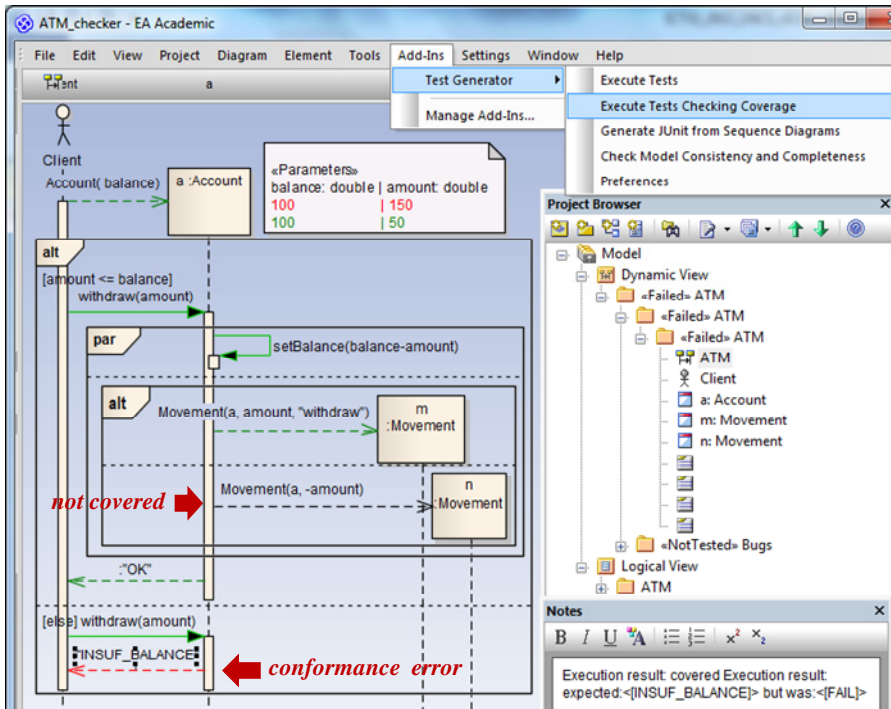 ATM_checker - EA Academic
File Edit View Project Diagram Element Tools Add-Ins Settings Window Help
a
Test Generator
Manage Add-Ins...
Execute Tests
Execute Tests Checking Coverage
Generate JUnit from Sequence Diagrams
Check Model Consistency and Completeness
Preferences
Client
Account( balance)
a :Account
«Parameters»
balance: double | amount: double
100 | 150
100 | 50
alt
[amount <= balance]
withdraw(amount)
par
setBalance(balance-amount)
alt
Movement(a, amount, "withdraw")
m
:Movement
not covered
Movement(a, -amount)
n
:Movement
:"OK"
[else] withdraw(amount)
"INSUF_BALANCE"
conformance error
Project Browser
Model
Dynamic View
«Failed» ATM
«Failed» ATM
«Failed» ATM
ATM
Client
a: Account
m: Movement
n: Movement
«NotTested» Bugs
Logical View
ATM
Notes
B I U A x² x₂
Execution result: covered Execution result:
expected:<[INSUF_BALANCE]> but was:<[FAIL]>